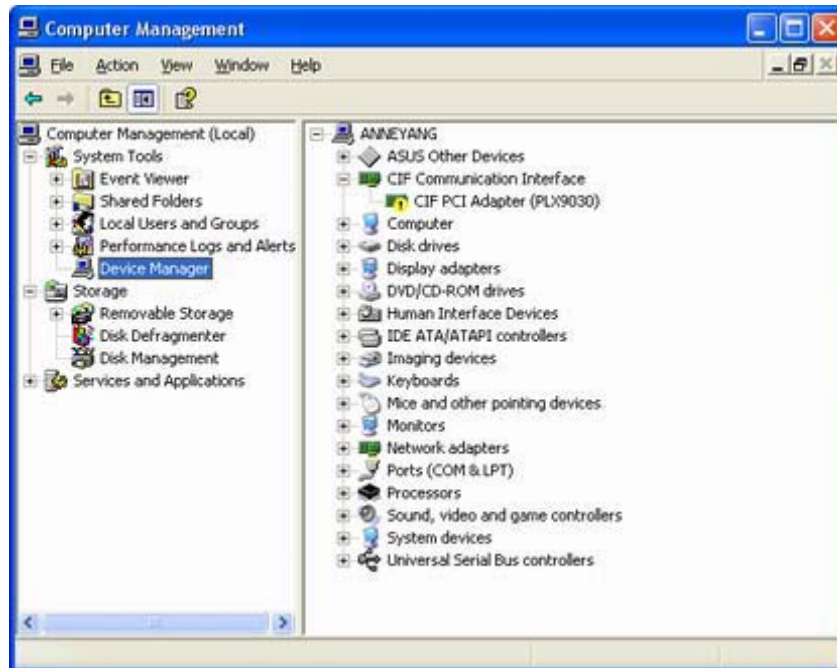 Computer Management
File Action View Window Help
Computer Management (Local)
System Tools
Event Viewer
Shared Folders
Local Users and Groups
Performance Logs and Alerts
Device Manager
Storage
Removable Storage
Disk Defragmenter
Disk Management
Services and Applications
ANNEYANG
ASUS Other Devices
CIF Communication Interface
CIF PCI Adapter (PLX9030)
Computer
Disk drives
Display adapters
DVD/CD-ROM drives
Human Interface Devices
IDE ATA/ATAPI controllers
Imaging devices
Keyboards
Mice and other pointing devices
Monitors
Network adapters
Ports (COM & LPT)
Processors
Sound, video and game controllers
System devices
Universal Serial Bus controllers